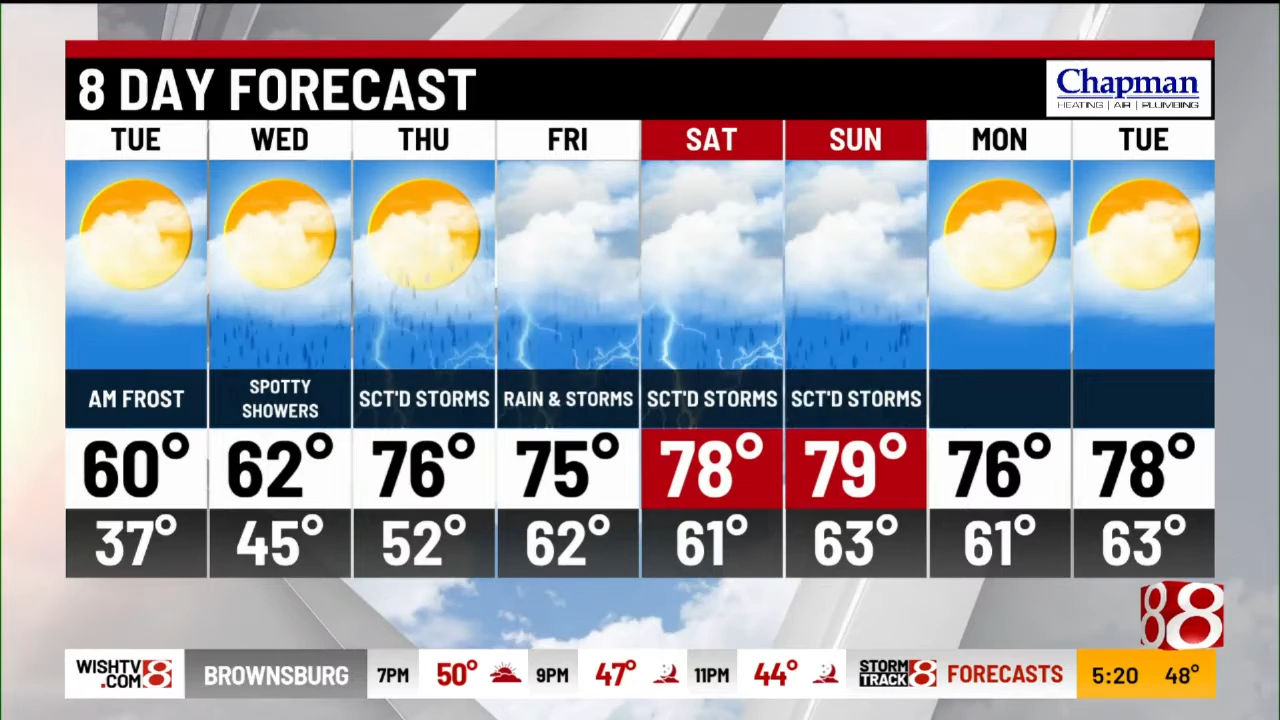 8 DAY FORECAST
Chapman
HEATING | AIR | PLUMBING
TUE WED THU FRI SAT SUN MON TUE
AM FROST SPOTTY SHOWERS SCT'D STORMS RAIN & STORMS SCT'D STORMS SCT'D STORMS
60° 62° 76° 75° 78° 79° 76° 78°
37° 45° 52° 62° 61° 63° 61° 63°
88
WISHTV.COM 8 BROWNSBURG 7PM 50° 9PM 47° 11PM 44° STORM TRACK 8 FORECASTS 5:20 48°